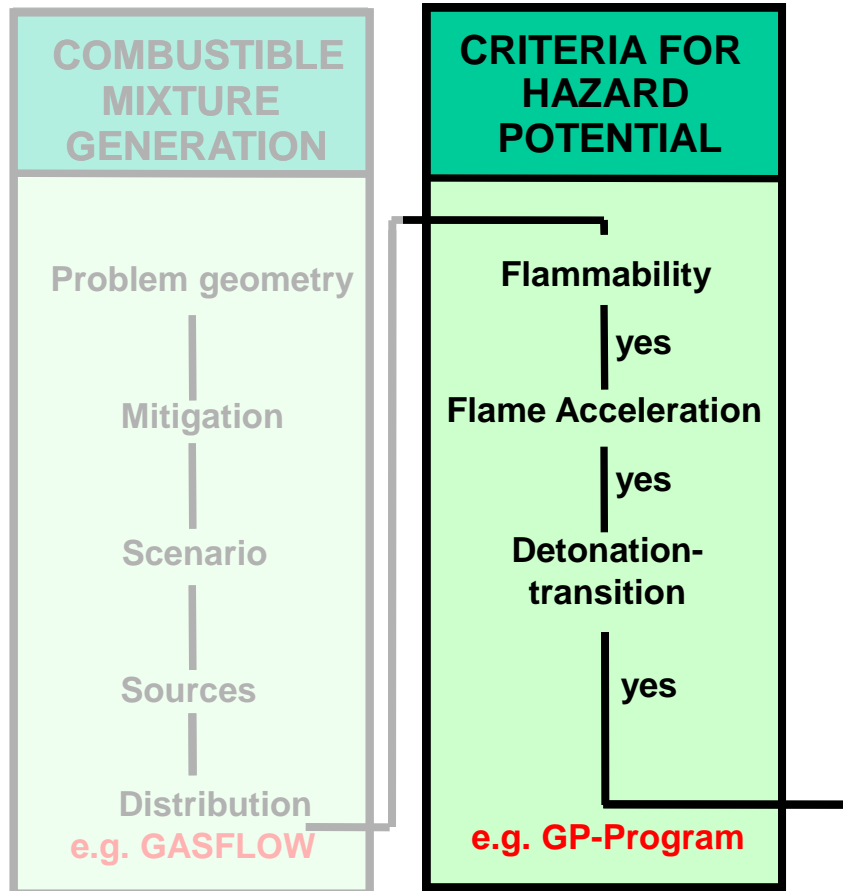 COMBUSTIBLE
MIXTURE
GENERATION
Problem geometry
Mitigation
Scenario
Sources
Distribution
e.g. GASFLOW
CRITERIA FOR
HAZARD
POTENTIAL
Flammability
yes
Flame Acceleration
yes
Detonation-
transition
yes
e.g. GP-Program